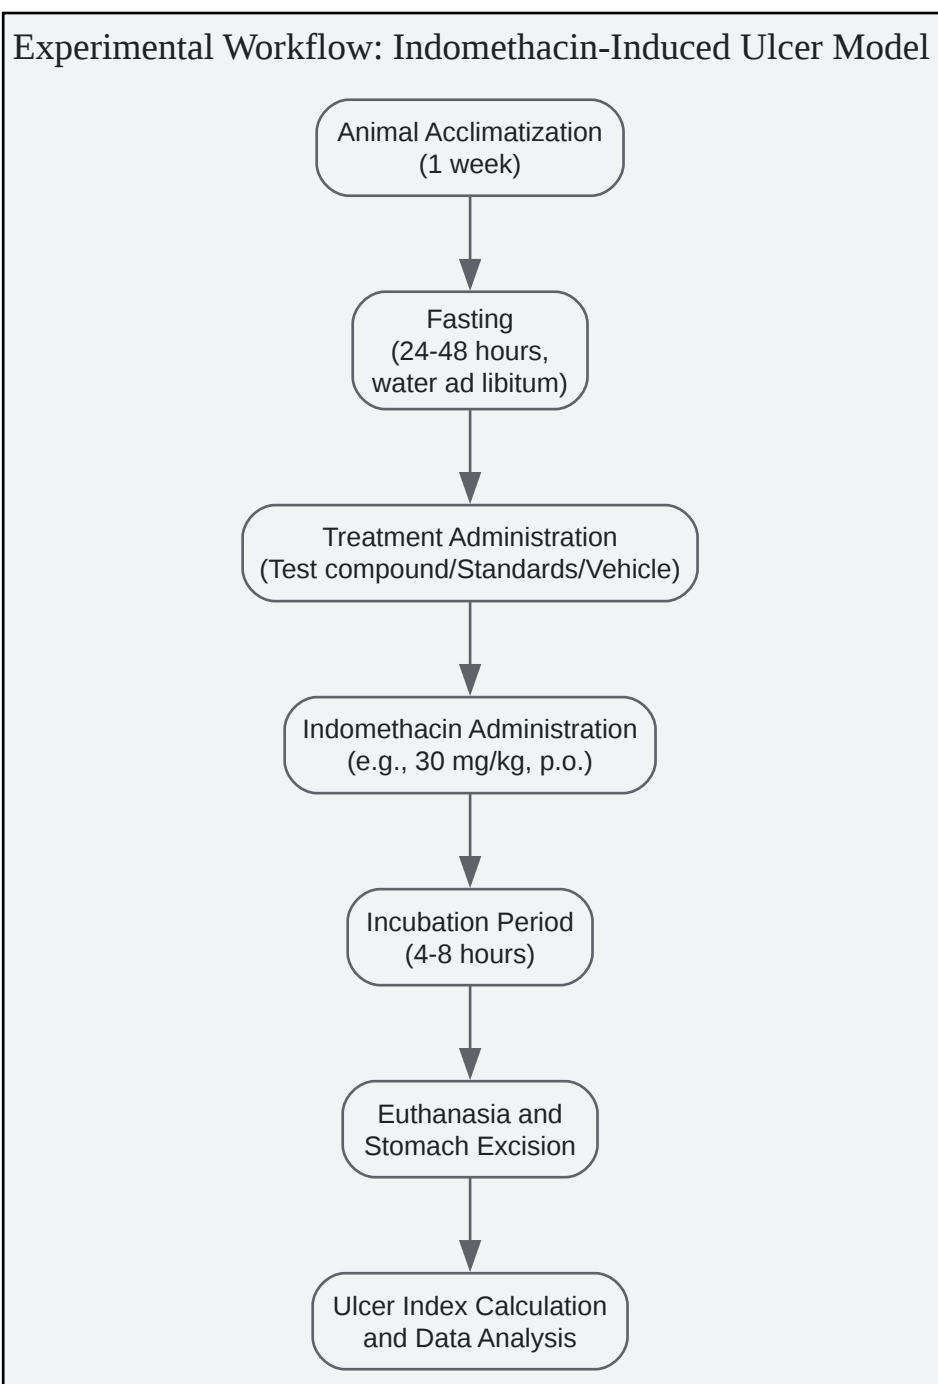 Experimental Workflow: Indomethacin-Induced Ulcer Model
Animal Acclimatization
(1 week)
Fasting
(24-48 hours,
water ad libitum)
Treatment Administration
(Test compound/Standards/Vehicle)
Indomethacin Administration
(e.g., 30 mg/kg, p.o.)
Incubation Period
(4-8 hours)
Euthanasia and
Stomach Excision
Ulcer Index Calculation
and Data Analysis